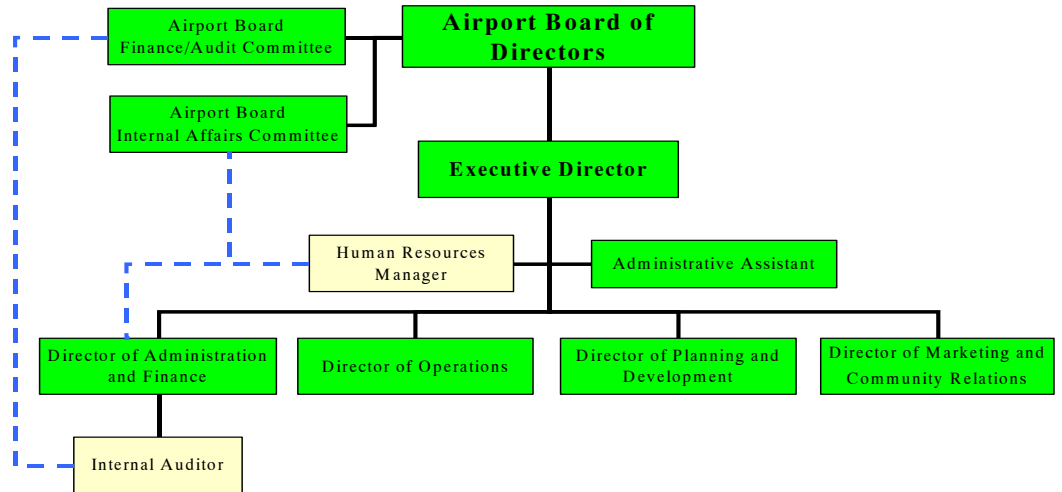 Airport Board
Finance/Audit Committee
Airport Board of
Directors
Airport Board
Internal Affairs Committee
Executive Director
Human Resources
Manager
Administrative Assistant
Director of Administration
and Finance
Director of Operations
Director of Planning and
Development
Director of Marketing and
Community Relations
Internal Auditor